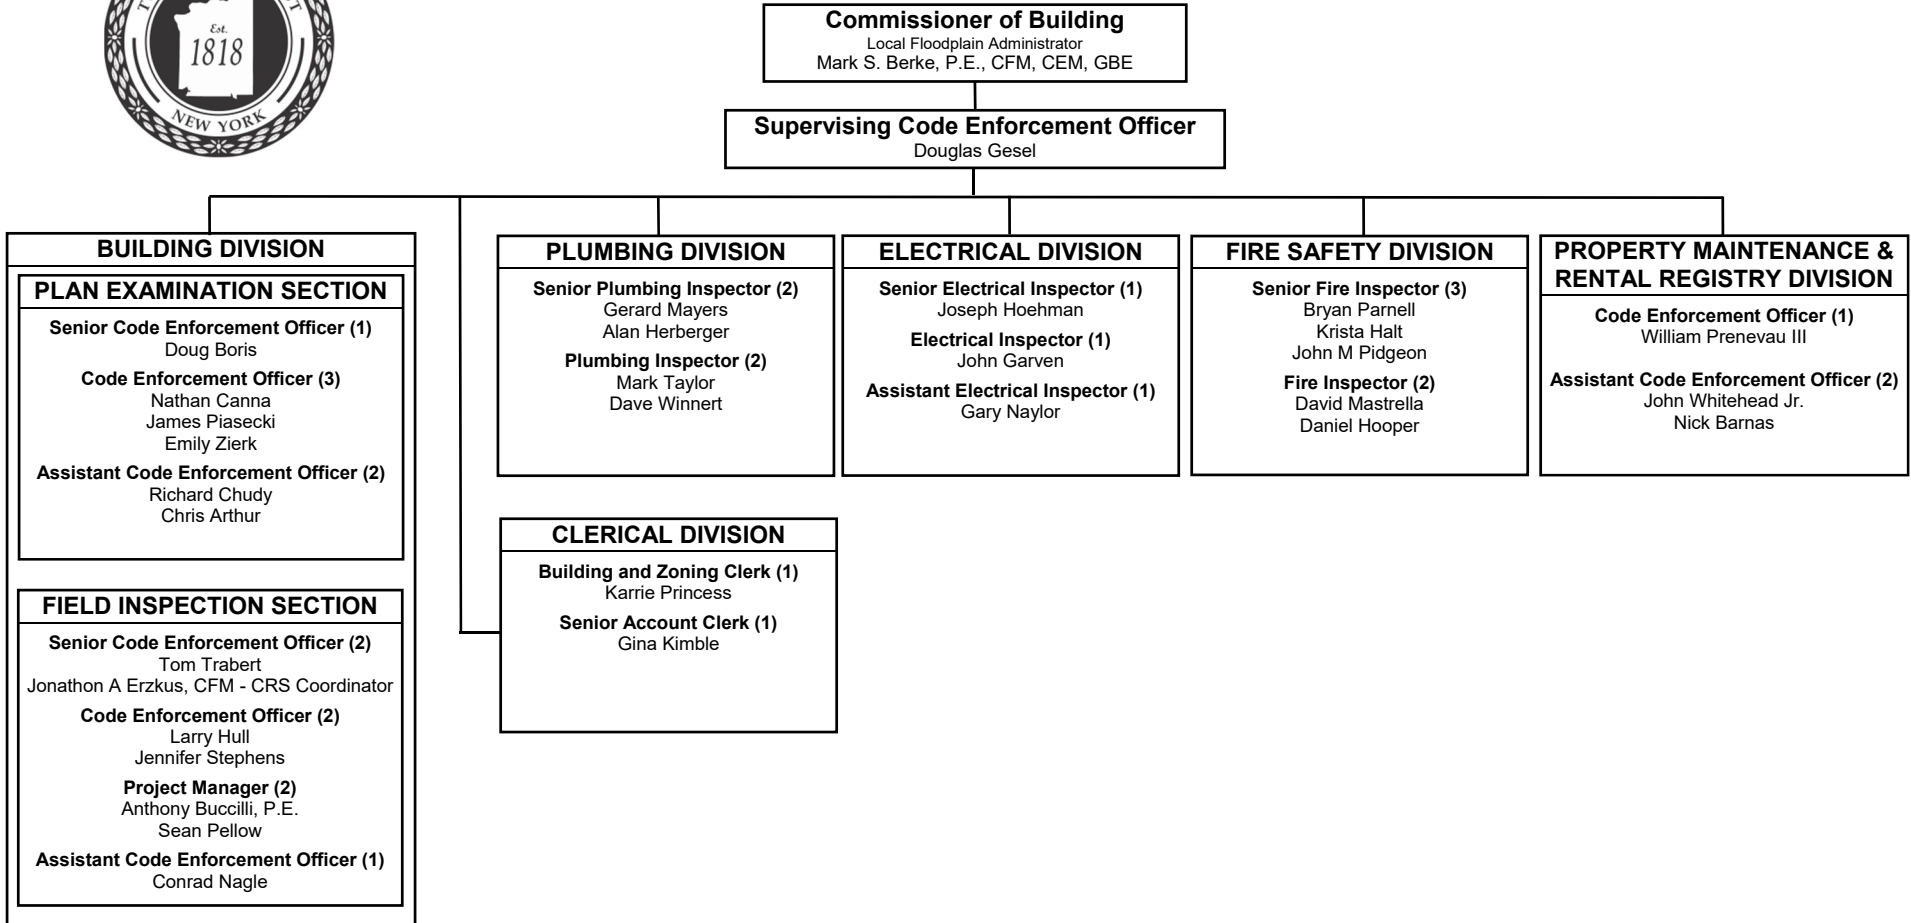 Est.
1818
NEW YORK
Commissioner of Building
Local Floodplain Administrator
Mark S. Berke, P.E., CFM, CEM, GBE
Supervising Code Enforcement Officer
Douglas Gesel
BUILDING DIVISION
PLAN EXAMINATION SECTION
Senior Code Enforcement Officer (1)
Doug Boris
Code Enforcement Officer (3)
Nathan Canna
James Piasecki
Emily Zierk
Assistant Code Enforcement Officer (2)
Richard Chudy
Chris Arthur
FIELD INSPECTION SECTION
Senior Code Enforcement Officer (2)
Tom Trabert
Jonathon A Erzkus, CFM - CRS Coordinator
Code Enforcement Officer (2)
Larry Hull
Jennifer Stephens
Project Manager (2)
Anthony Buccilli, P.E.
Sean Pellow
Assistant Code Enforcement Officer (1)
Conrad Nagle
PLUMBING DIVISION
Senior Plumbing Inspector (2)
Gerard Mayers
Alan Herberger
Plumbing Inspector (2)
Mark Taylor
Dave Winnert
CLERICAL DIVISION
Building and Zoning Clerk (1)
Karrie Princess
Senior Account Clerk (1)
Gina Kimble
ELECTRICAL DIVISION
Senior Electrical Inspector (1)
Joseph Hoehman
Electrical Inspector (1)
John Garven
Assistant Electrical Inspector (1)
Gary Naylor
FIRE SAFETY DIVISION
Senior Fire Inspector (3)
Bryan Parnell
Krista Halt
John M Pidgeon
Fire Inspector (2)
David Mastrella
Daniel Hooper
PROPERTY MAINTENANCE &
RENTAL REGISTRY DIVISION
Code Enforcement Officer (1)
William Prenevau III
Assistant Code Enforcement Officer (2)
John Whitehead Jr.
Nick Barnas